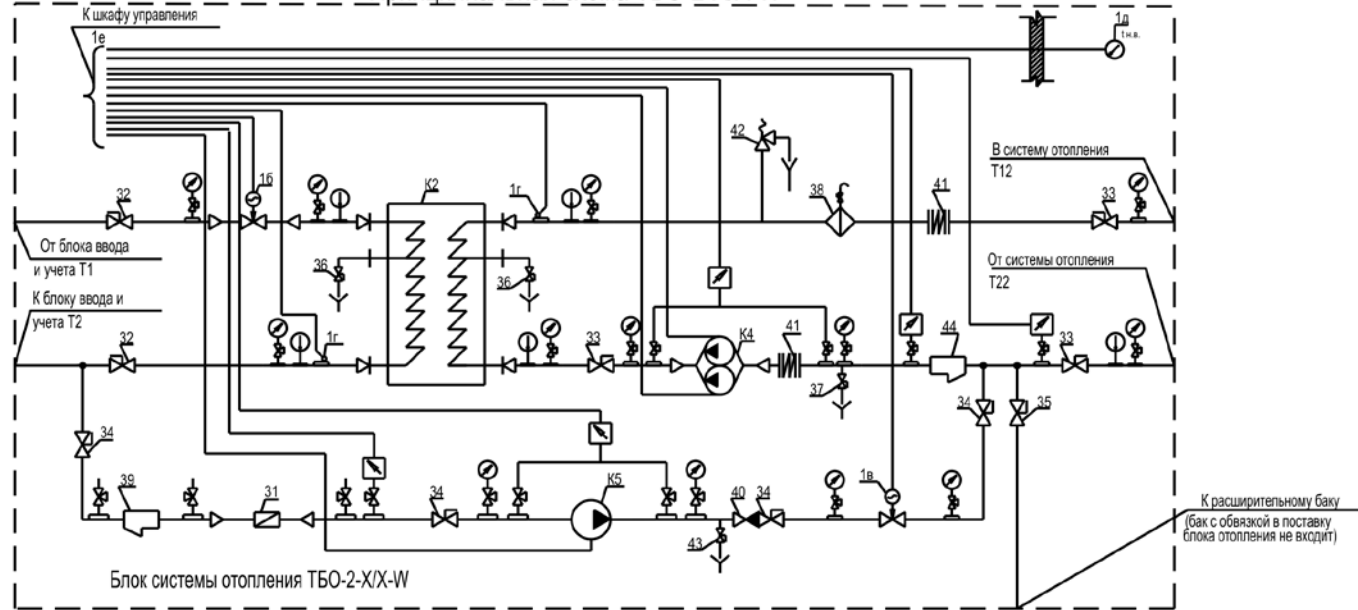 К шкафу управления
1е
1д
tн.в.
42
В систему отопления
Т12
32
1б
К2
1г
38
41
33
От блока ввода
и учета Т1
36
36
От системы отопления
Т22
К блоку ввода и
учета Т2
32
1г
33
К4
41
44
33
37
34
35
34
39
31
34
К5
40
34
1в
43
К расширительному баку
(бак с обвязкой в поставку
блока отопления не входит)
Блок системы отопления ТБО-2-Х/Х-W